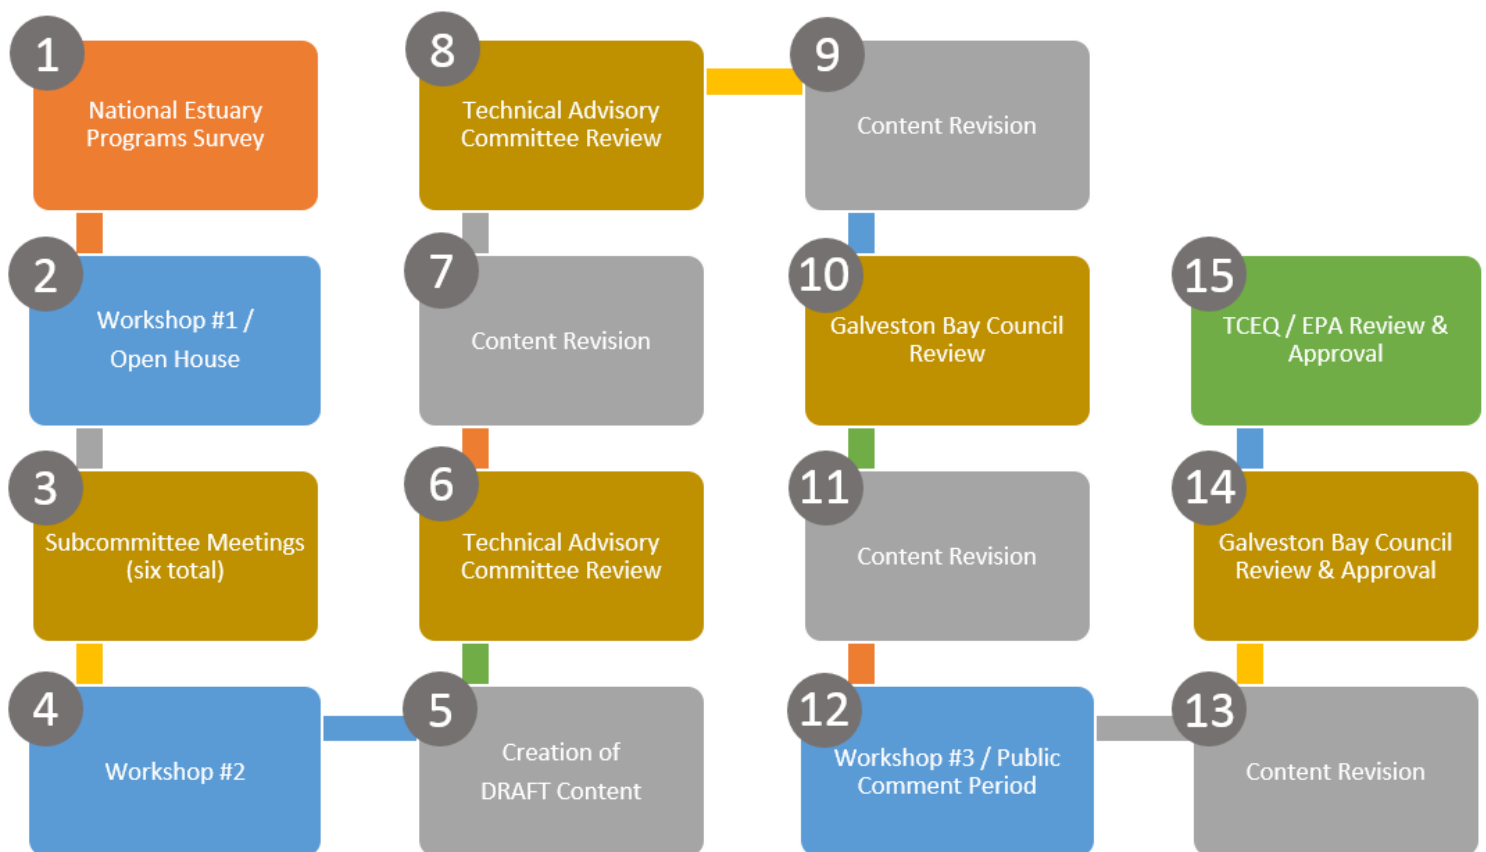 1
National Estuary
Programs Survey
2
Workshop #1 /
Open House
3
Subcommittee Meetings
(six total)
4
Workshop #2
5
Creation of
DRAFT Content
6
Technical Advisory
Committee Review
7
Content Revision
8
Technical Advisory
Committee Review
9
Content Revision
10
Galveston Bay Council
Review
11
Content Revision
12
Workshop #3 / Public
Comment Period
13
Content Revision
14
Galveston Bay Council
Review & Approval
15
TCEQ / EPA Review &
Approval